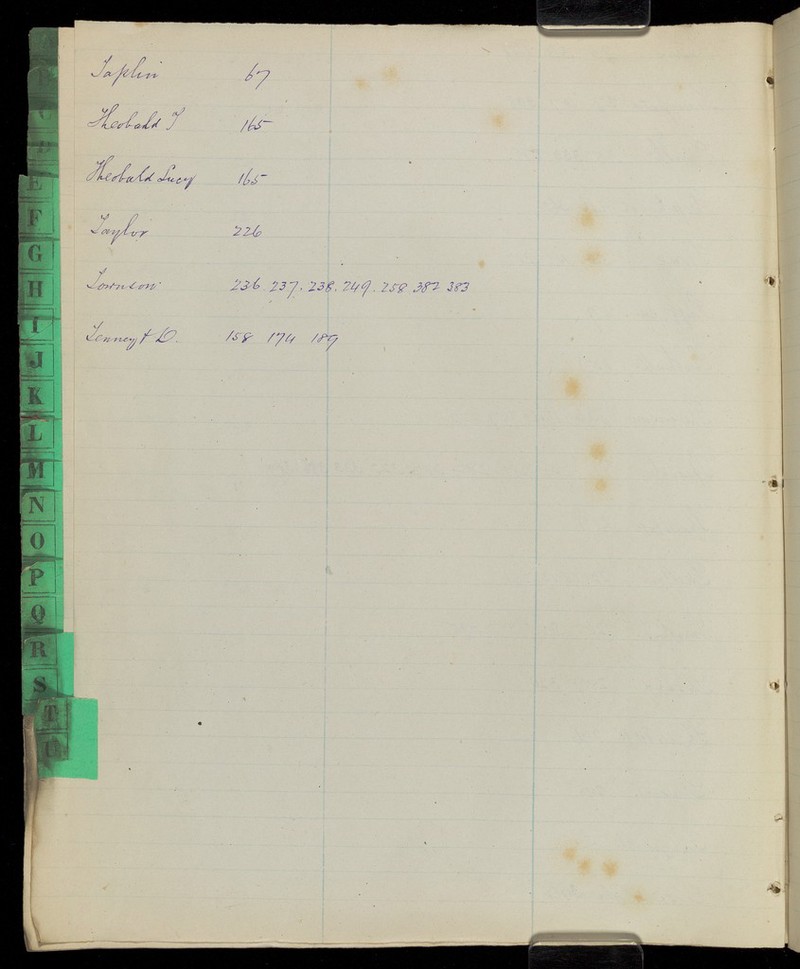 Taplin 67
Theobald J 165
Theobald Lucy 165
Taylor 226
Townson 236. 237. 238. 249. 258 382 383
Tenney & D. 158 174 189
E
F
G
H
I
J
K
L
M
N
O
P
Q
R
S
T
U